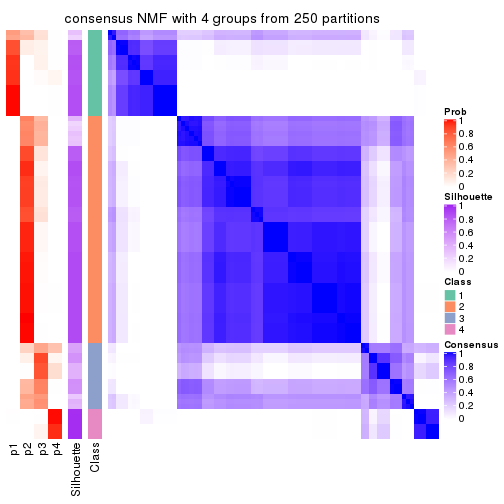 consensus NMF with 4 groups from 250 partitions
Prob
1
0.8
0.6
0.4
0.2
0
Silhouette
1
0.8
0.6
0.4
0.2
0
Class
1
2
3
4
Consensus
1
0.8
0.6
0.4
0.2
0
p1
p2
p3
p4
Silhouette
Class